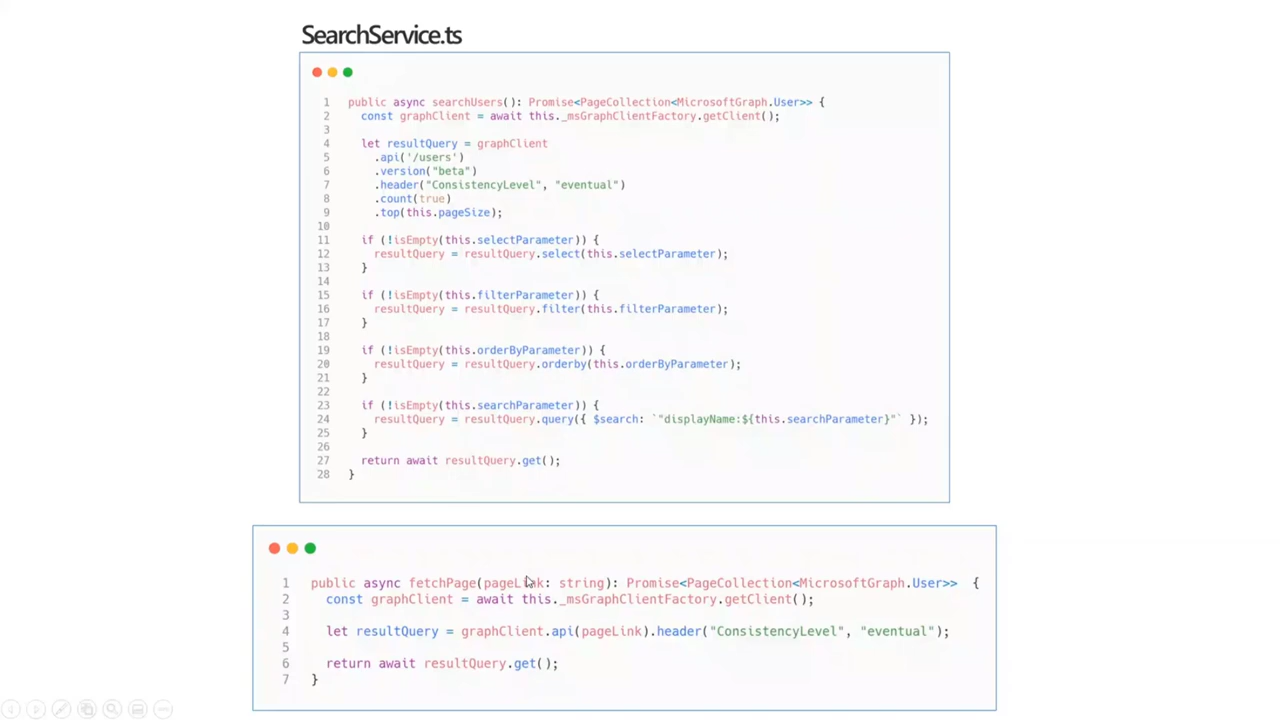 SearchService.ts
1 public async searchUsers(): Promise<PageCollection<MicrosoftGraph.User>> {
2 const graphClient = await this._msGraphClientFactory.getClient();
3
4 let resultQuery = graphClient
5 .api('/users')
6 .version("beta")
7 .header("ConsistencyLevel", "eventual")
8 .count(true)
9 .top(this.pageSize);
10
11 if (!isEmpty(this.selectParameter)) {
12 resultQuery = resultQuery.select(this.selectParameter);
13 }
14
15 if (!isEmpty(this.filterParameter)) {
16 resultQuery = resultQuery.filter(this.filterParameter);
17 }
18
19 if (!isEmpty(this.orderByParameter)) {
20 resultQuery = resultQuery.orderby(this.orderByParameter);
21 }
22
23 if (!isEmpty(this.searchParameter)) {
24 resultQuery = resultQuery.query({ $search: `"displayName:${this.searchParameter}"` });
25 }
26
27 return await resultQuery.get();
28 }
1 public async fetchPage(pageLink: string): Promise<PageCollection<MicrosoftGraph.User>> {
2 const graphClient = await this._msGraphClientFactory.getClient();
3
4 let resultQuery = graphClient.api(pageLink).header("ConsistencyLevel", "eventual");
5
6 return await resultQuery.get();
7 }